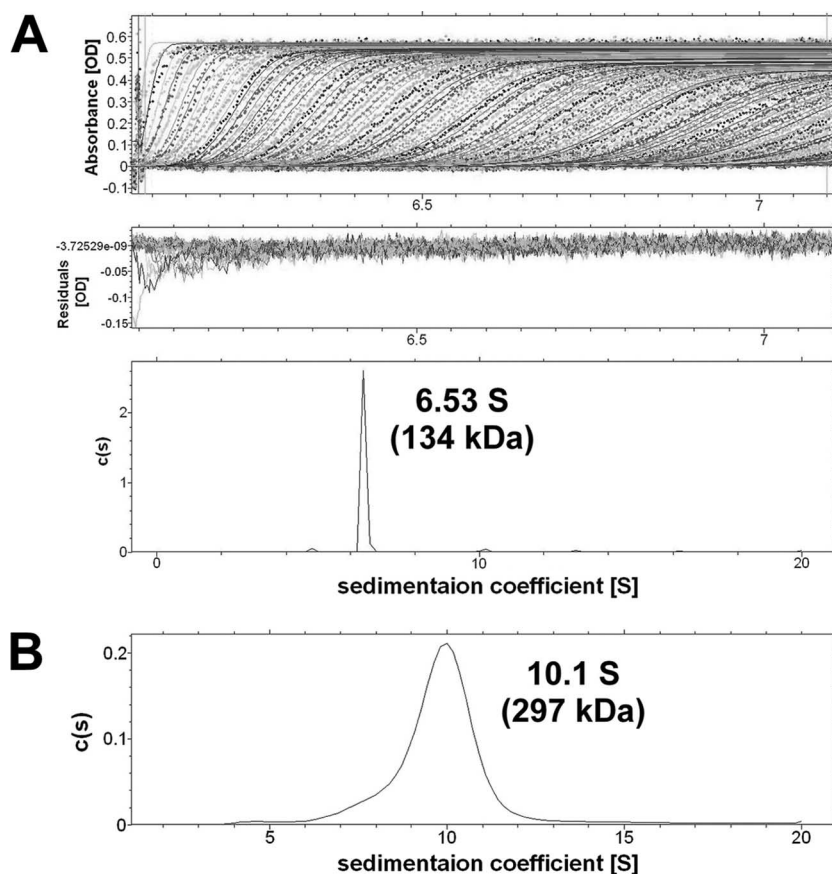 A
Absorbance [OD]
0.6
0.5
0.4
0.3
0.2
0.1
0
-0.1
6.5
7
Residuals
[OD]
-3.72529e-09
-0.05
-0.1
-0.15
6.5
7
c(s)
2
1
0
6.53 S
(134 kDa)
0
10
20
sedimentaion coefficient [S]
B
c(s)
0.2
0.1
0
10.1 S
(297 kDa)
5
10
15
20
sedimentaion coefficient [S]